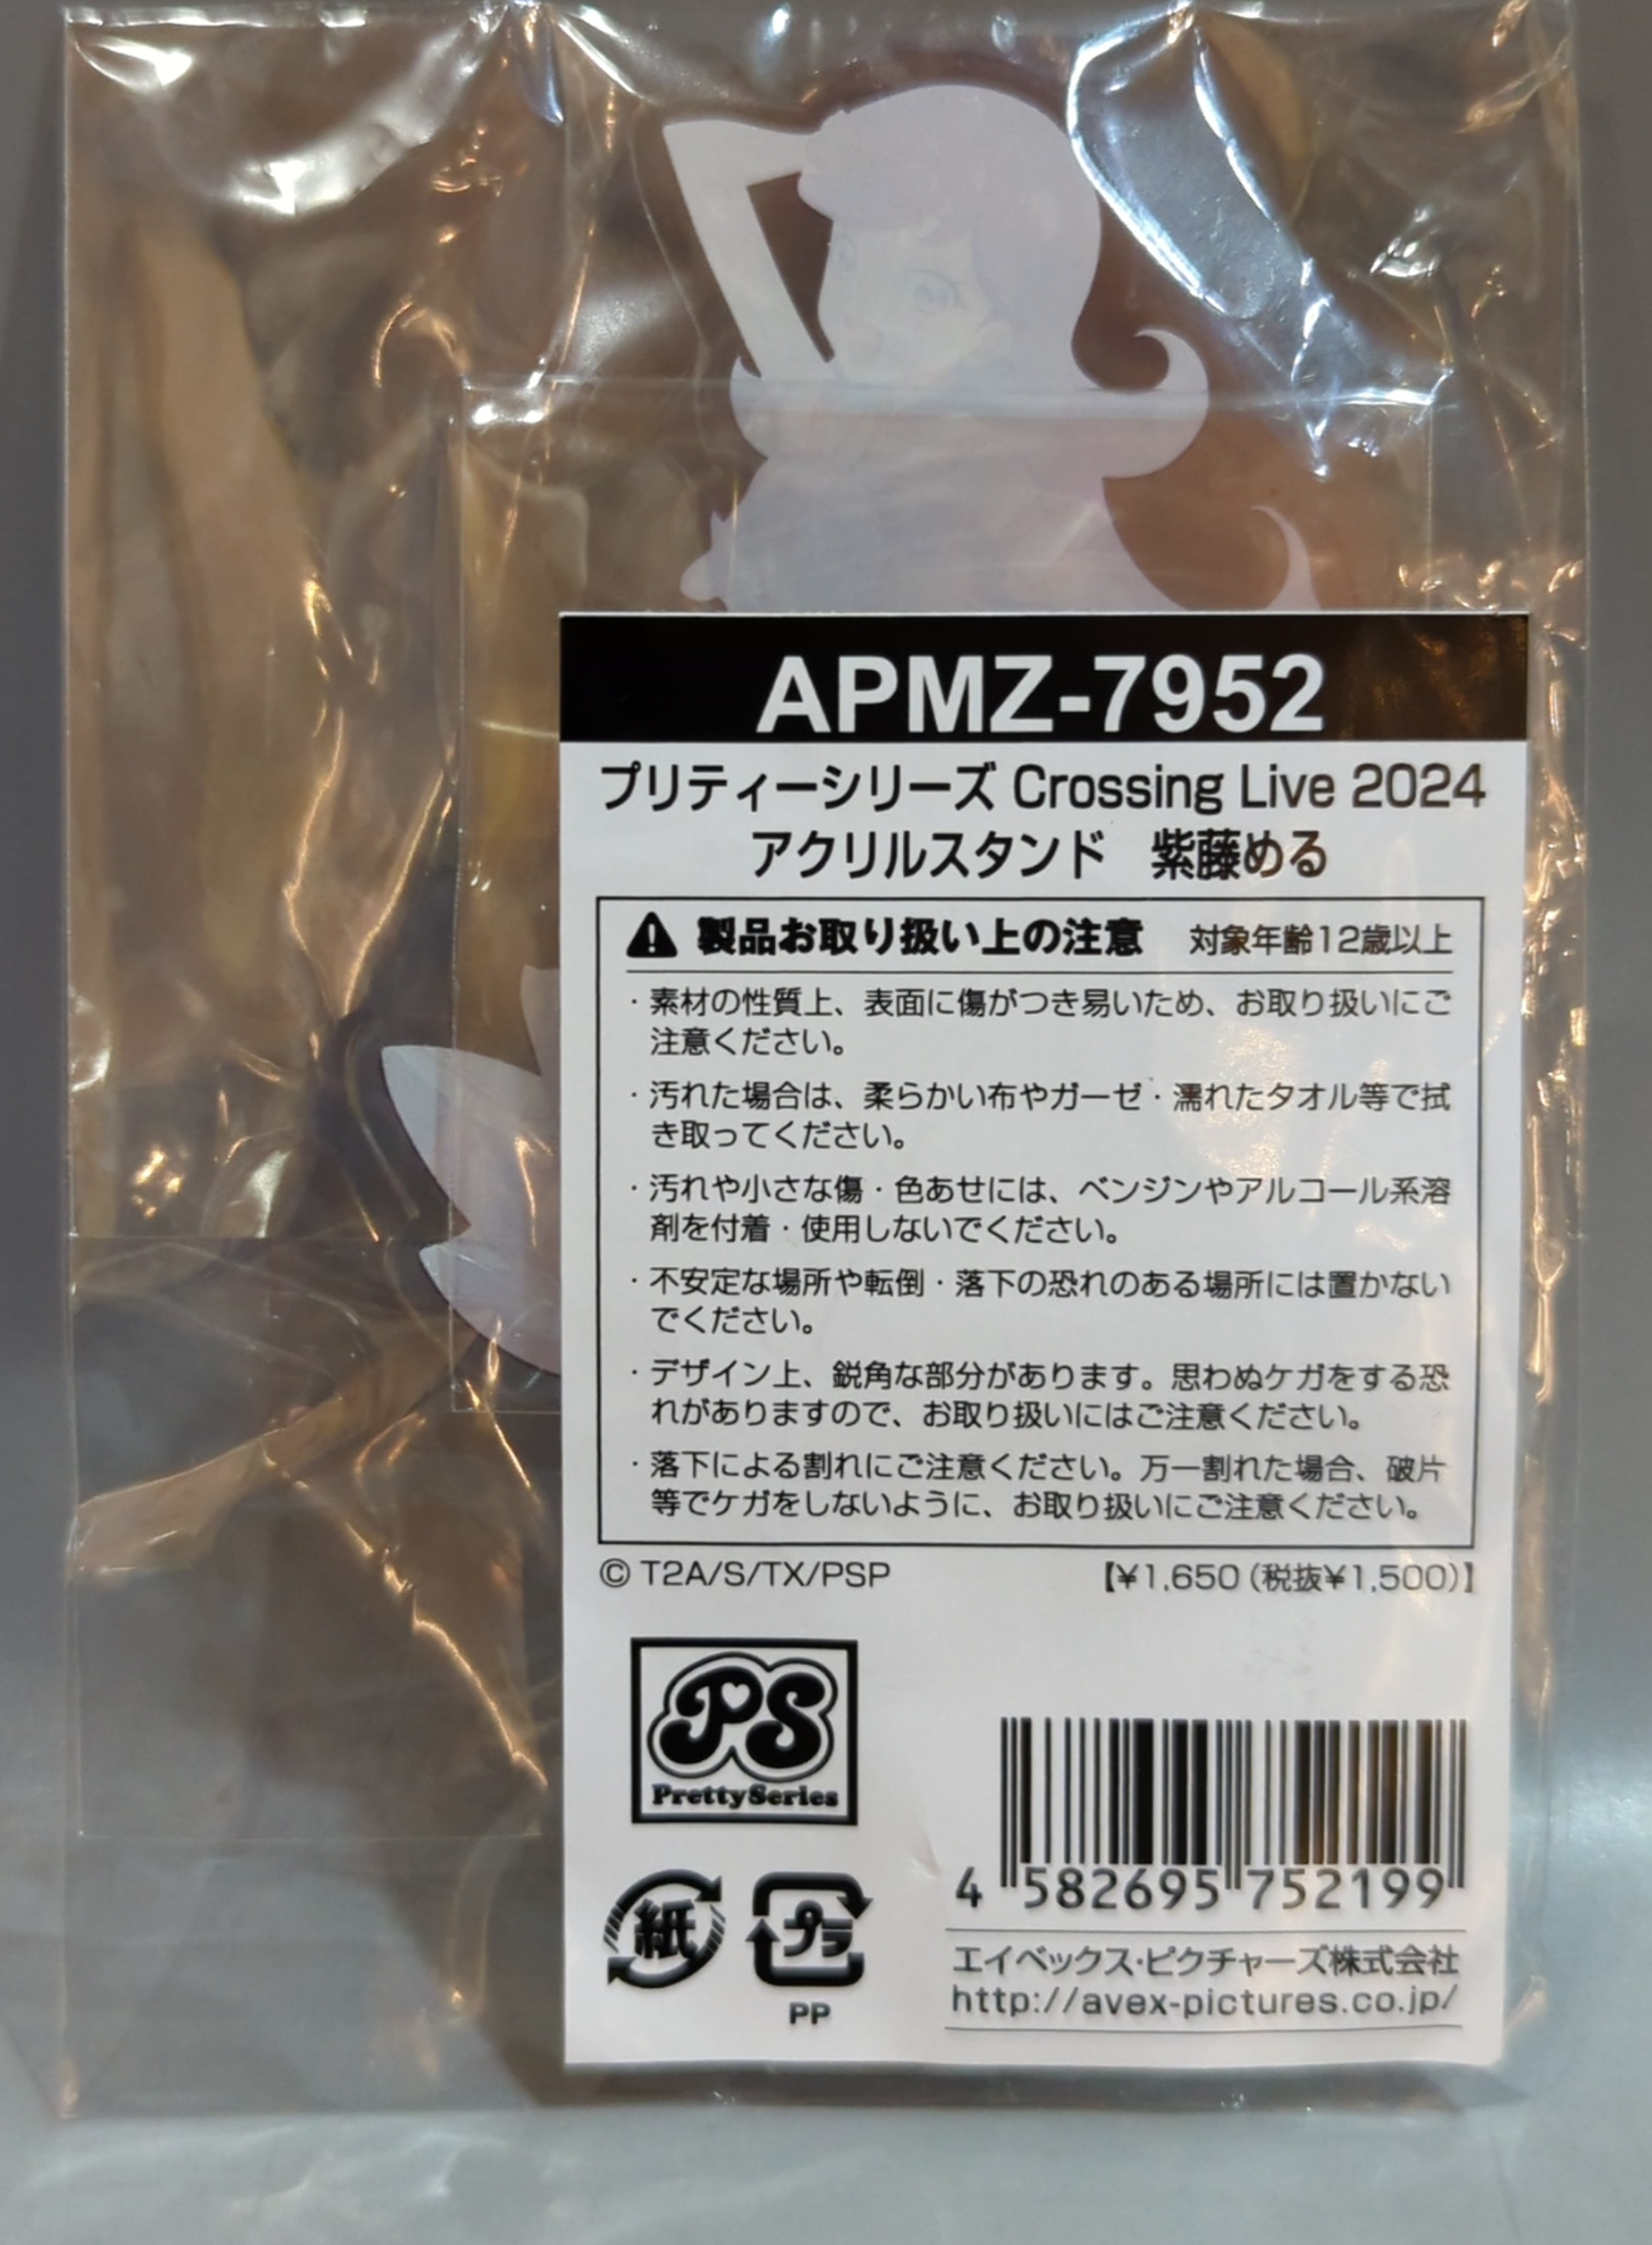 APMZ-7952
プリティーシリーズ Crossing Live 2024
アクリルスタンド　紫藤める
製品お取り扱い上の注意　対象年齢12歳以上
・素材の性質上、表面に傷がつき易いため、お取り扱いにご
注意ください。
・汚れた場合は、柔らかい布やガーゼ・濡れたタオル等で拭
き取ってください。
・汚れや小さな傷・色あせには、ベンジンやアルコール系溶
剤を付着・使用しないでください。
・不安定な場所や転倒・落下の恐れのある場所には置かない
でください。
・デザイン上、鋭角な部分があります。思わぬケガをする恐
れがありますので、お取り扱いにはご注意ください。
・落下による割れにご注意ください。万一割れた場合、破片
等でケガをしないように、お取り扱いにご注意ください。
© T2A/S/TX/PSP 【¥1,650（税抜¥1,500）】
PS
PrettySeries
4 582695 752199
紙 プラ
PP
エイベックス・ピクチャーズ株式会社
http://avex-pictures.co.jp/